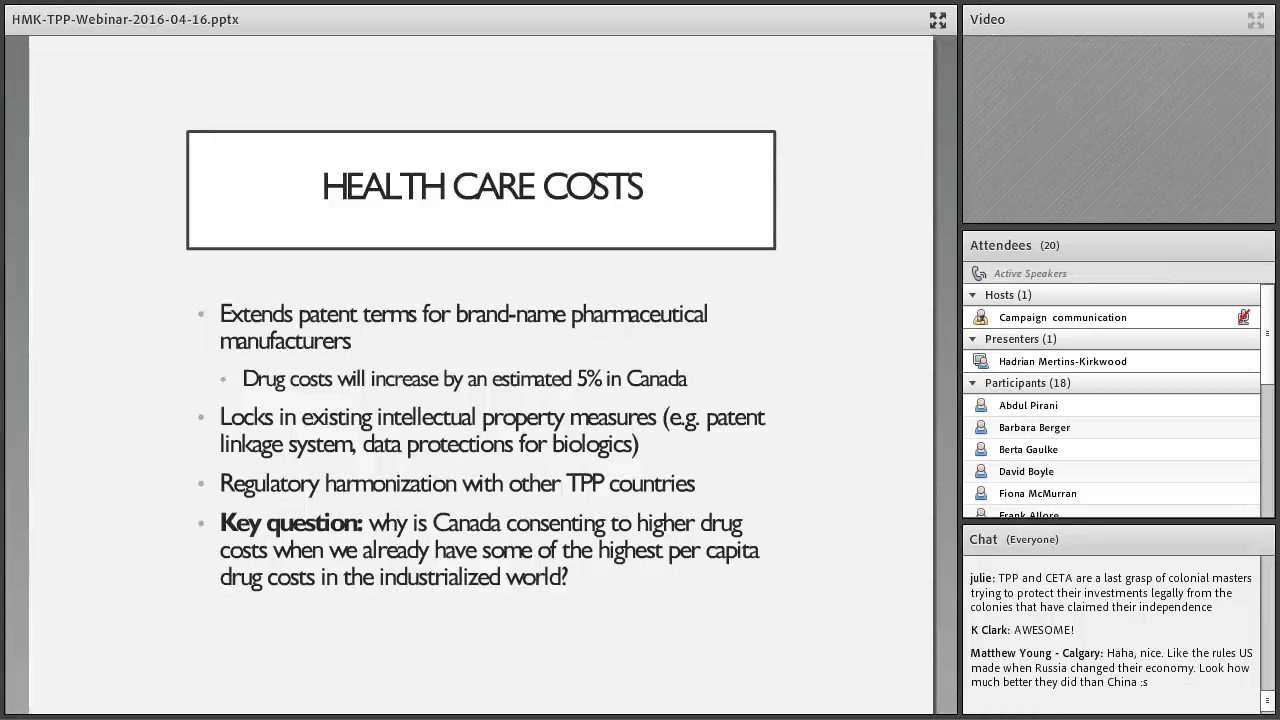 HMK-TPP-Webinar-2016-04-16.pptx
HEALTH CARE COSTS
Extends patent terms for brand-name pharmaceutical
manufacturers
Drug costs will increase by an estimated 5% in Canada
Locks in existing intellectual property measures (e.g. patent
linkage system, data protections for biologics)
Regulatory harmonization with other TPP countries
Key question: why is Canada consenting to higher drug
costs when we already have some of the highest per capita
drug costs in the industrialized world?
Video
Attendees (20)
Active Speakers
Hosts (1)
Campaign communication
Presenters (1)
Hadrian Mertins-Kirkwood
Participants (18)
Abdul Pirani
Barbara Berger
Berta Gaulke
David Boyle
Fiona McMurran
Frank Allore
Chat (Everyone)
julie: TPP and CETA are a last grasp of colonial masters
trying to protect their investments legally from the
colonies that have claimed their independence
K Clark: AWESOME!
Matthew Young - Calgary: Haha, nice. Like the rules US
made when Russia changed their economy. Look how
much better they did than China :s